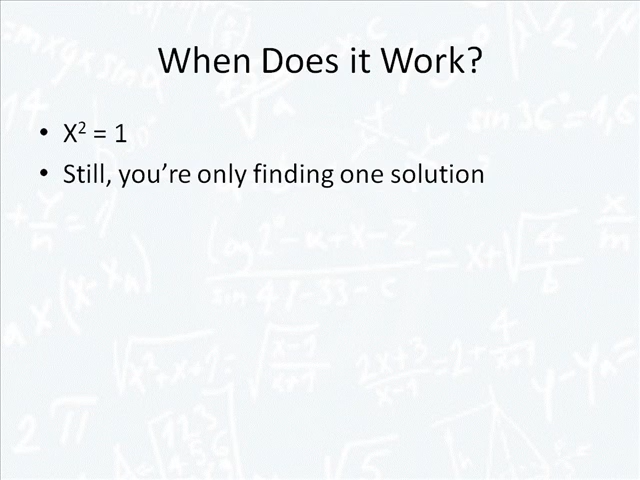 When Does it Work?
• X² = 1
• Still, you're only finding one solution